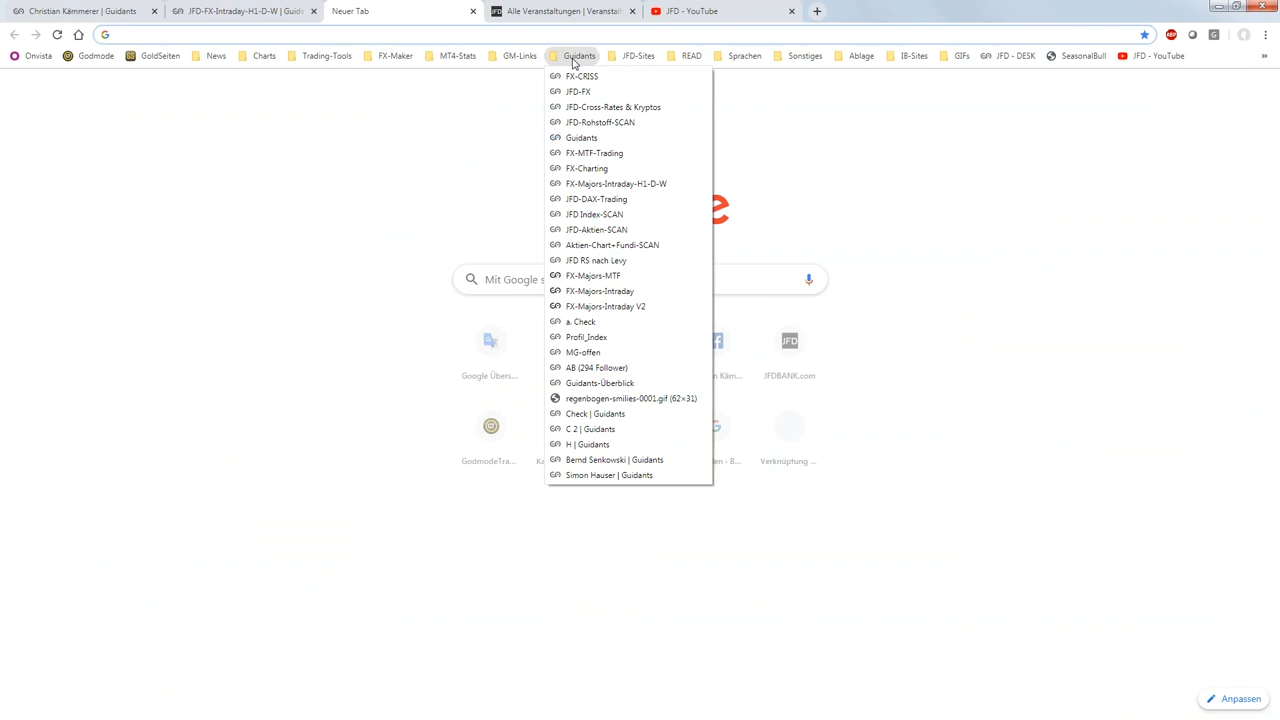 Christian Kämmerer | Guidants
JFD-FX-Intraday-H1-D-W | Guida
Neuer Tab
Alle Veranstaltungen | Veranstalt
JFD - YouTube
Onvista
Godmode
GoldSeiten
News
Charts
Trading-Tools
FX-Maker
MT4-Stats
GM-Links
Guidants
JFD-Sites
READ
Sprachen
Sonstiges
Ablage
IB-Sites
GIFs
JFD - DESK
SeasonalBull
JFD - YouTube
FX-CRISS
JFD-FX
JFD-Cross-Rates & Kryptos
JFD-Rohstoff-SCAN
Guidants
FX-MTF-Trading
FX-Charting
FX-Majors-Intraday-H1-D-W
JFD-DAX-Trading
JFD Index-SCAN
JFD-Aktien-SCAN
Aktien-Chart+Fundi-SCAN
JFD RS nach Levy
FX-Majors-MTF
FX-Majors-Intraday
FX-Majors-Intraday V2
a. Check
Profil_Index
MG-offen
AB (294 Follower)
Guidants-Überblick
regenbogen-smilies-0001.gif (62×31)
Check | Guidants
C 2 | Guidants
H | Guidants
Bernd Senkowski | Guidants
Simon Hauser | Guidants
e
Mit Google s
JFD
Google Übers...
n Käm...
JFDBANK.com
GodmodeTra...
Ka
en - B...
Verknüpfung ...
Anpassen